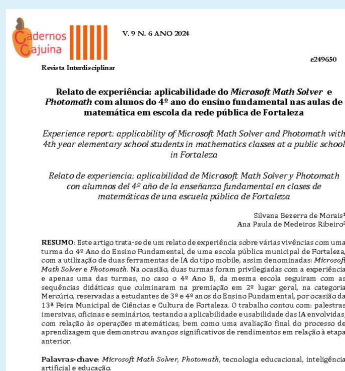 Cadernos
Cajuína
V. 9 N. 6 ANO 2024
e249650
Revista Interdisciplinar
Relato de experiência: aplicabilidade do Microsoft Math Solver e
Photomath com alunos do 4º ano do ensino fundamental nas aulas de
matemática em escola da rede pública de Fortaleza
Experience report: applicability of Microsoft Math Solver and Photomath with
4th year elementary school students in mathematics classes at a public school
in Fortaleza
Relato de experiencia: aplicabilidad de Microsoft Math Solver y Photomath
con alumnos del 4º año de la enseñanza fundamental en clases de
matemáticas de una escuela pública de Fortaleza
Silvana Bezerra de Morais¹
Ana Paula de Medeiros Ribeiro²
RESUMO: Este artigo trata-se de um relato de experiência sobre várias vivências com uma
turma do 4º Ano do Ensino Fundamental, de uma escola pública municipal de Fortaleza,
com a utilização de duas ferramentas de IA do tipo mobile, assim denominadas: Microsoft
Math Solver e Photomath. Na ocasião, duas turmas foram privilegiadas com a experiência
e apenas uma das turmas, no caso o 4º Ano B, da mesma escola seguiram com as
sequências didáticas que culminaram na premiação em 2º lugar geral, na categoria
Mercúrio, reservadas a estudantes de 3º e 4º anos do Ensino Fundamental, por ocasião da
13ª Feira Municipal de Ciências e Cultura de Fortaleza. O trabalho contou com: palestras
imersivas, oficinas e seminários, testando a aplicabilidade e usabilidade das IA envolvidas,
com relação às operações matemáticas, bem como uma avaliação final do processo de
aprendizagem que demonstrou avanços significativos de rendimentos em relação à etapa
anterior.
Palavras-chave: Microsoft Math Solver, Photomath, tecnologia educacional, inteligência
artificial e educação.